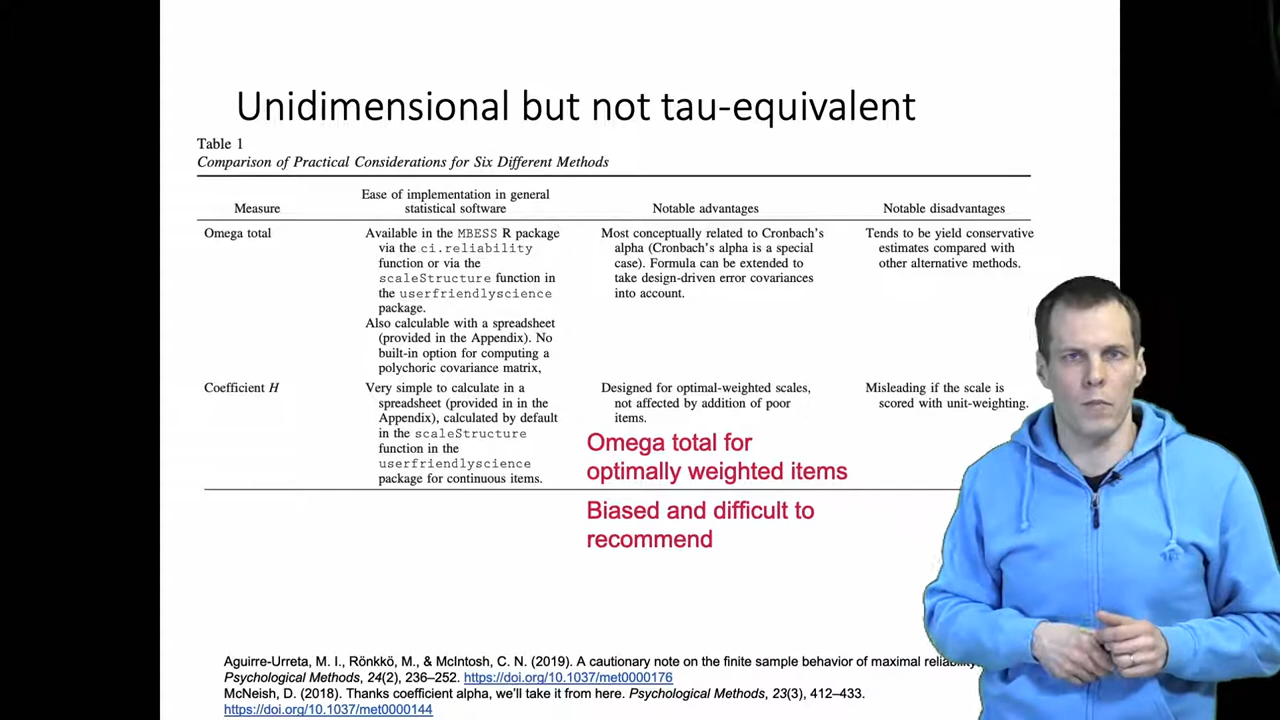 Unidimensional but not tau-equivalent
Table 1
Comparison of Practical Considerations for Six Different Methods
Measure
Ease of implementation in general
statistical software
Notable advantages
Notable disadvantages
Omega total
Available in the MBESS R package
via the ci.reliability
function or via the
scaleStructure function in
the userfriendlyscience
package.
Also calculable with a spreadsheet
(provided in the Appendix). No
built-in option for computing a
polychoric covariance matrix,
Most conceptually related to Cronbach's
alpha (Cronbach's alpha is a special
case). Formula can be extended to
take design-driven error covariances
into account.
Tends to be yield conservative
estimates compared with
other alternative methods.
Coefficient H
Very simple to calculate in a
spreadsheet (provided in in the
Appendix), calculated by default
in the scaleStructure
function in the
userfriendlyscience
package for continuous items.
Designed for optimal-weighted scales,
not affected by addition of poor
items.
Misleading if the scale is
scored with unit-weighting.
Omega total for
optimally weighted items
Biased and difficult to
recommend
Aguirre-Urreta, M. I., Rönkkö, M., & McIntosh, C. N. (2019). A cautionary note on the finite sample behavior of maximal reliability.
Psychological Methods, 24(2), 236–252. https://doi.org/10.1037/met0000176
McNeish, D. (2018). Thanks coefficient alpha, we'll take it from here. Psychological Methods, 23(3), 412–433.
https://doi.org/10.1037/met0000144